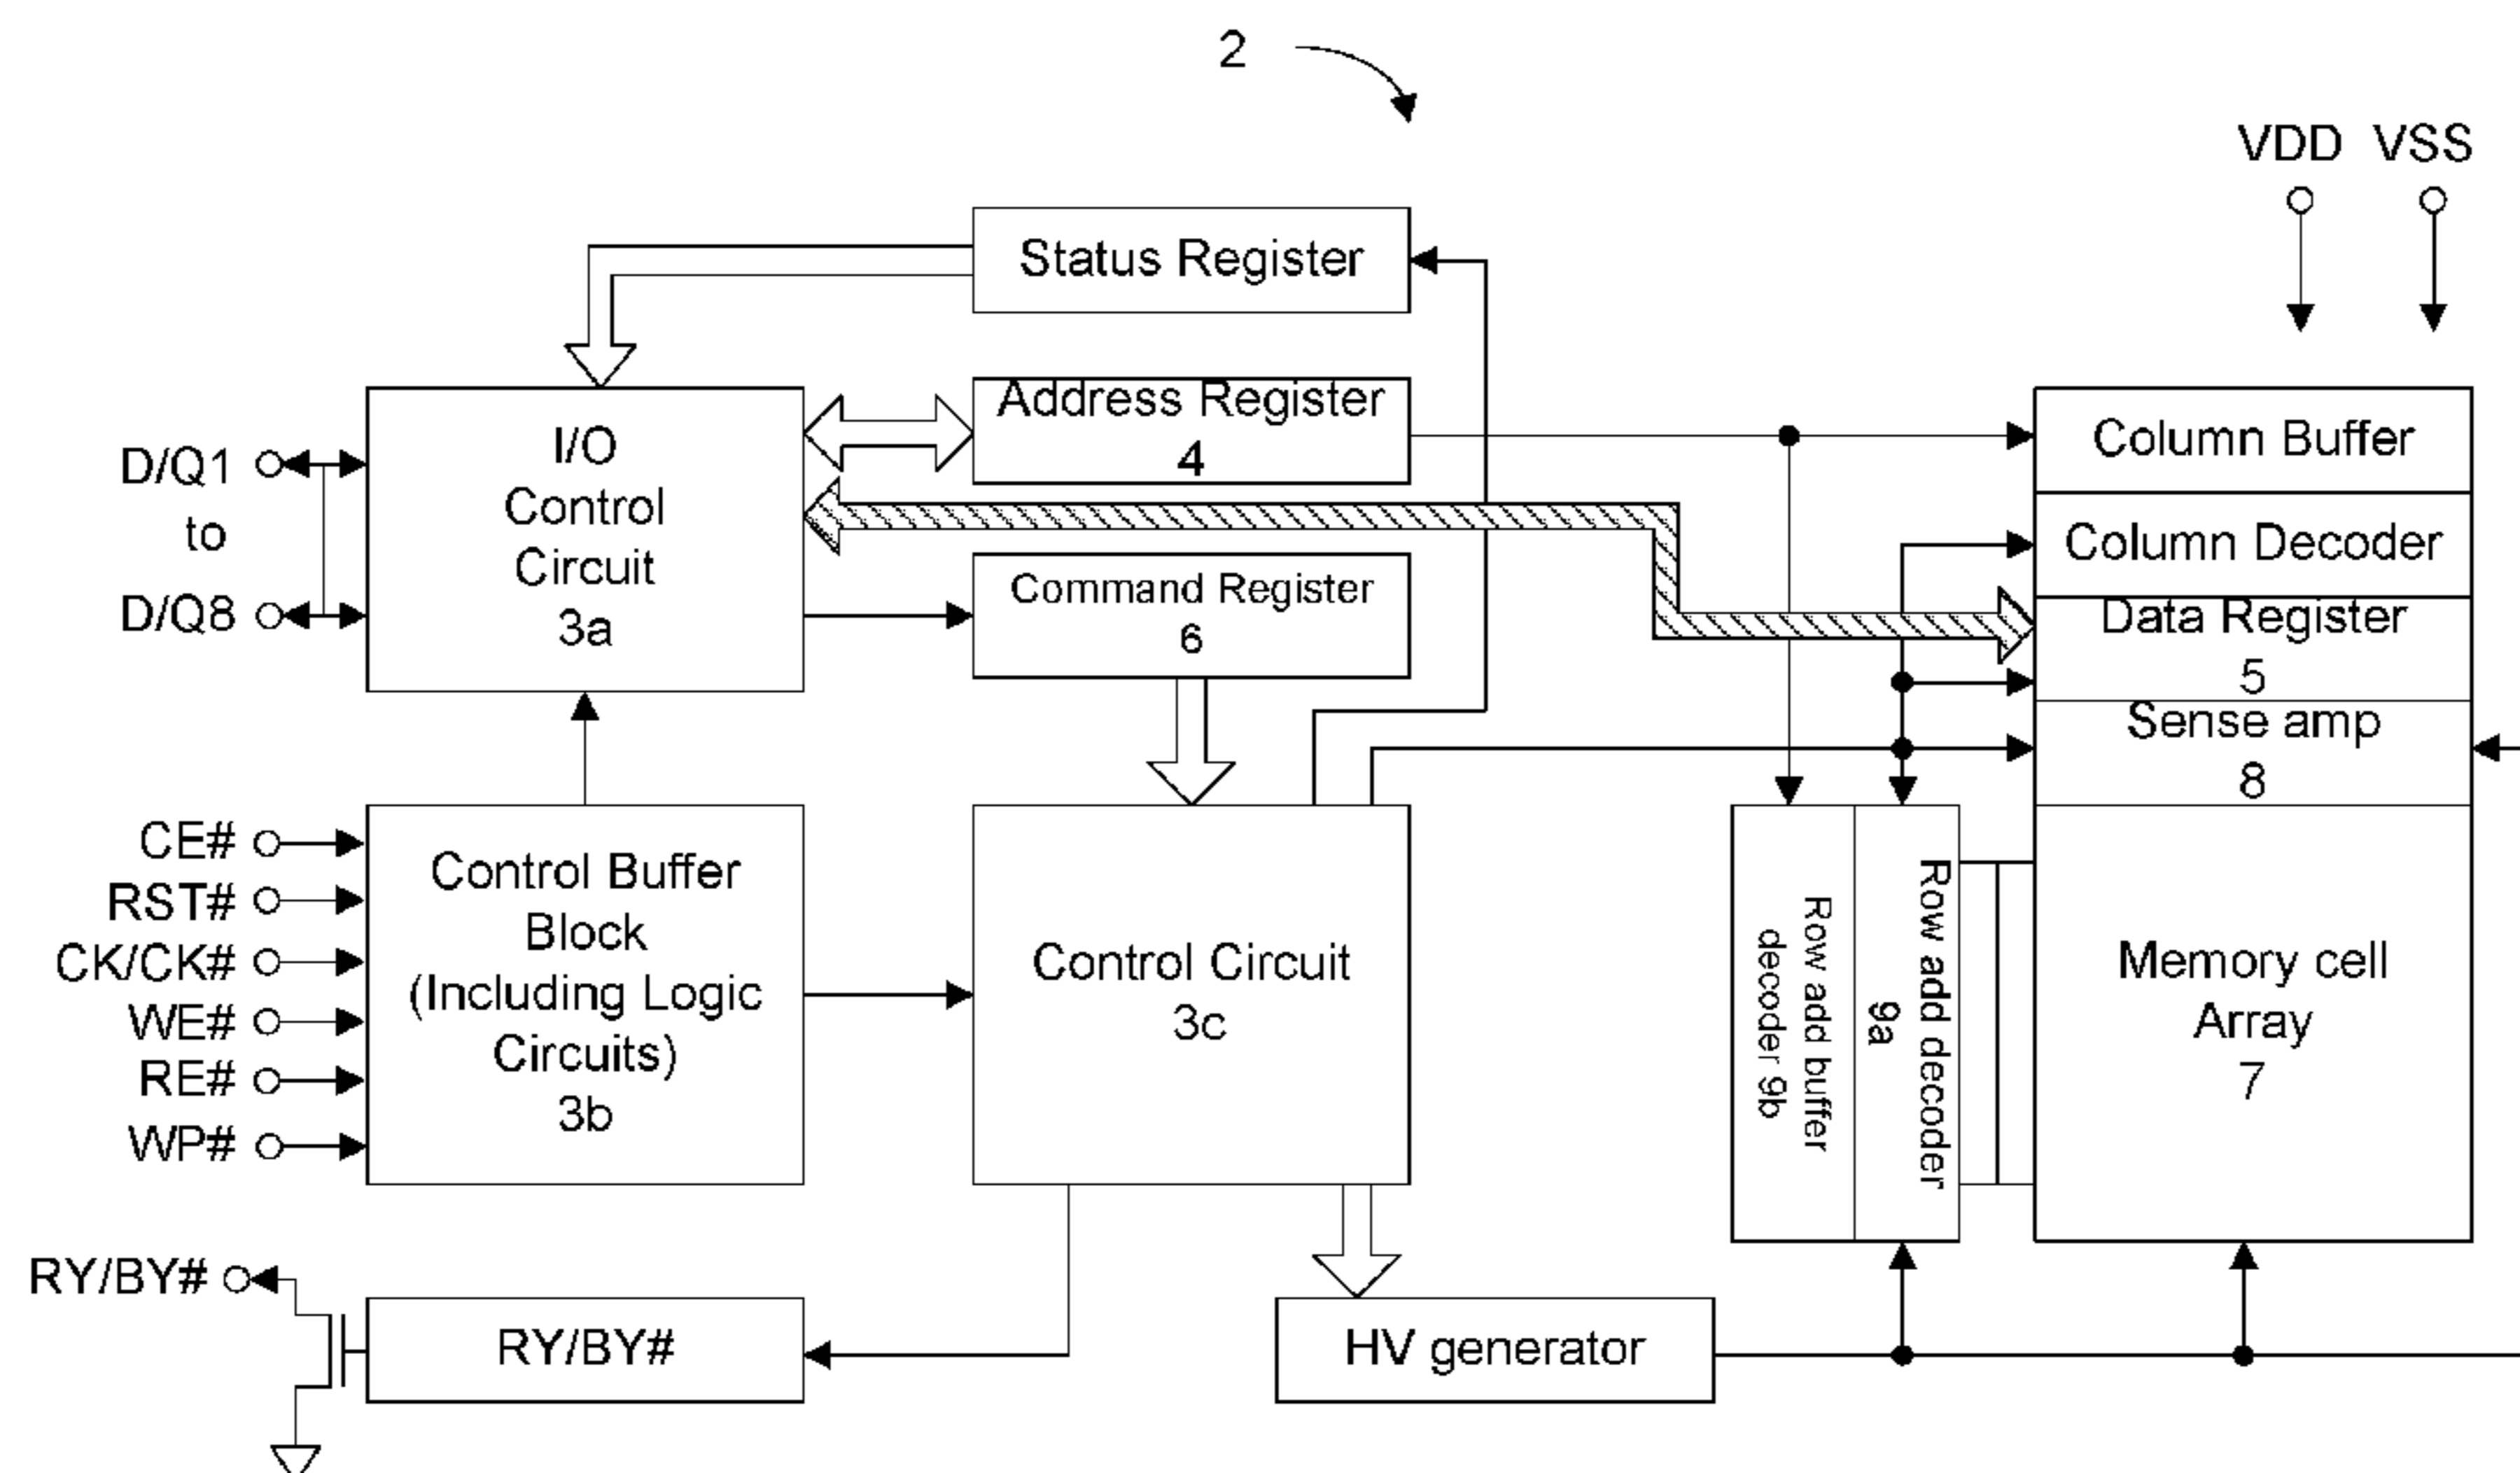 2
VDD VSS
Status Register
Address Register
4
Column Buffer
D/Q1
to
D/Q8
I/O
Control
Circuit
3a
Column Decoder
Command Register
6
Data Register
5
Sense amp
8
CE#
RST#
CK/CK#
WE#
RE#
WP#
Control Buffer
Block
(Including Logic
Circuits)
3b
Control Circuit
3c
Row add buffer
decoder 9b
Row add decoder
9a
Memory cell
Array
7
RY/BY#
RY/BY#
HV generator